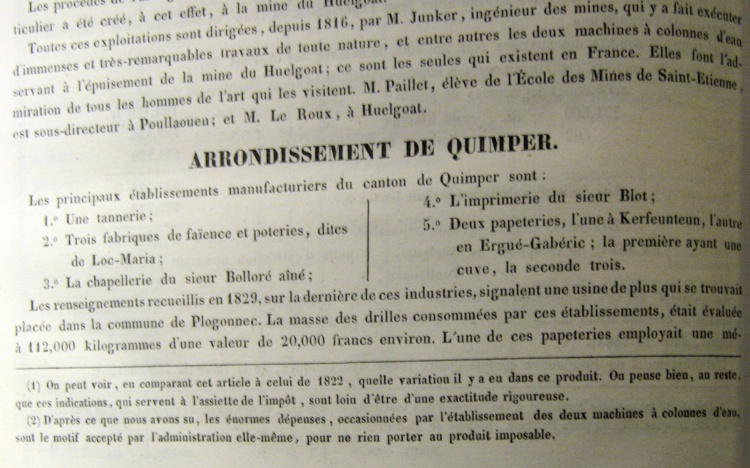 Les procédés de
ticulier a été créé, à cet effet, à la mine du Huelgoat.
Toutes ces exploitations sont dirigées, depuis 1816, par M. Junker, ingénieur des mines, qui y a fait exécuter
d'immenses et très-remarquables travaux de toute nature, et entre autres les deux machines à colonnes d'eau
servant à l'épuisement de la mine du Huelgoat; ce sont les seules qui existent en France. Elles font l'ad-
miration de tous les hommes de l'art qui les visitent. M. Paillet, élève de l'École des Mines de Saint-Etienne,
est sous-directeur à Poullaouen; et M. Le Roux, à Huelgoat.
ARRONDISSEMENT DE QUIMPER.
Les principaux établissements manufacturiers du canton de Quimper sont :
1.º Une tannerie;
2.º Trois fabriques de faïence et poteries, dites
de Loc-Maria;
3.º La chapellerie du sieur Bolloré aîné;
4.º L'imprimerie du sieur Blot;
5.º Deux papeteries, l'une à Kerfeunteun, l'autre
en Ergué-Gabéric; la première ayant une
cuve, la seconde trois.
Les renseignements recueillis en 1829, sur la dernière de ces industries, signalent une usine de plus qui se trouvait
placée dans la commune de Plogonnec. La masse des drilles consommées par ces établissements, était évaluée
à 112,000 kilogrammes d'une valeur de 20,000 francs environ. L'une de ces papeteries employait une mé-
(1) On peut voir, en comparant cet article à celui de 1822, quelle variation il y a eu dans ce produit. On pense bien, au reste,
que ces indications, qui servent à l'assiette de l'impôt, sont loin d'être d'une exactitude rigoureuse.
(2) D'après ce que nous avons su, les énormes dépenses, occasionnées par l'établissement des deux machines à colonnes d'eau,
sont le motif accepté par l'administration elle-même, pour ne rien porter au produit imposable.